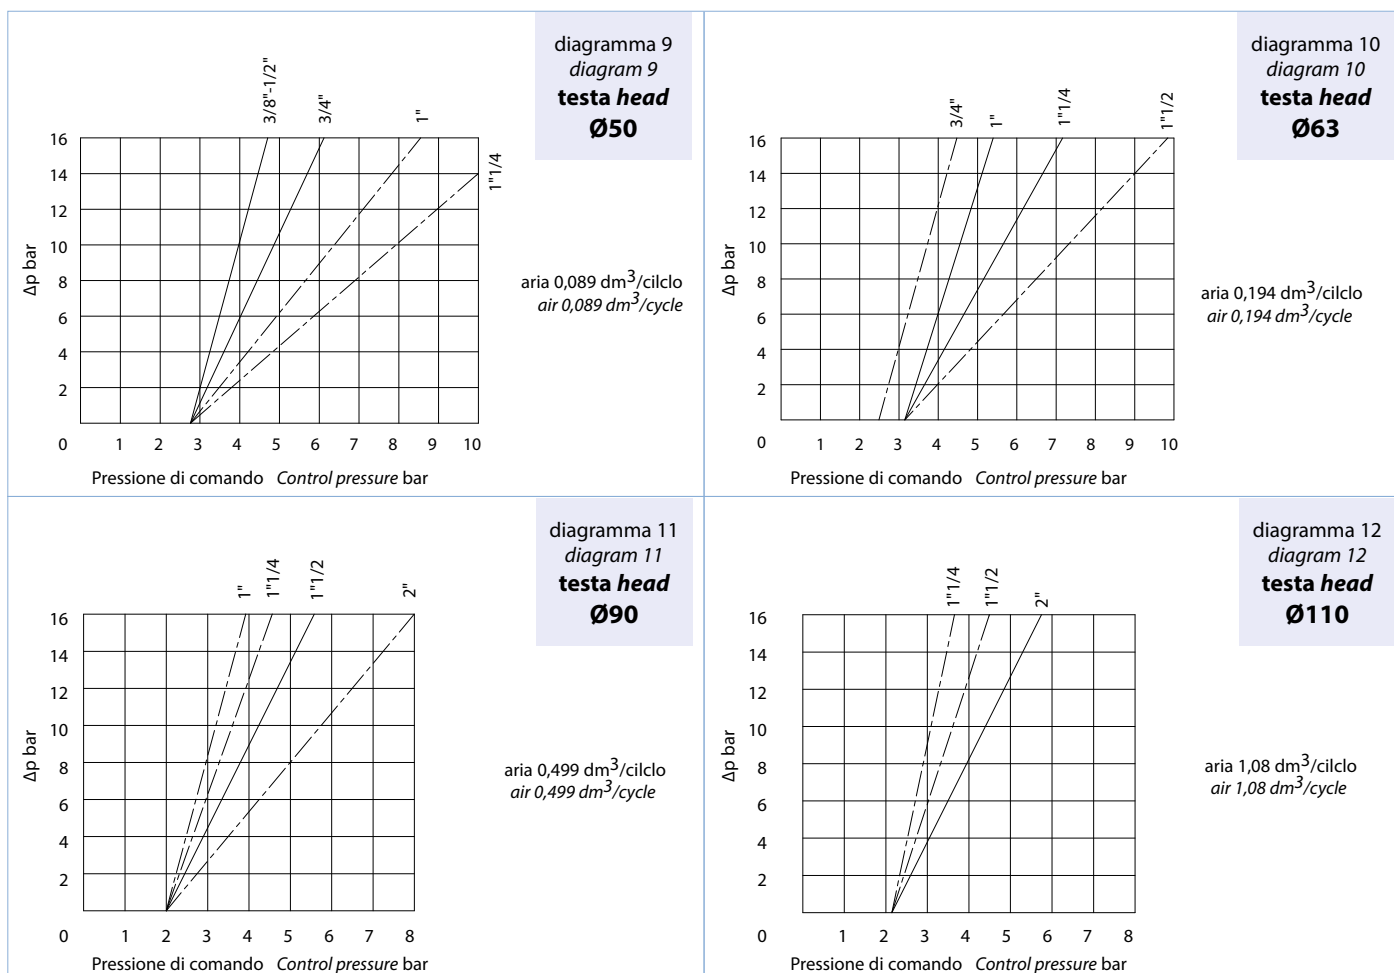 diagramma 9
diagram 9
testa head
Ø50
3/8"-1/2"
3/4"
1"
1"1/4
16
14
12
10
8
6
4
2
0 1 2 3 4 5 6 7 8 9 10
Δp bar
Pressione di comando Control pressure bar
aria 0,089 dm³/cilclo
air 0,089 dm³/cycle
diagramma 10
diagram 10
testa head
Ø63
3/4"
1"
1"1/4
1"1/2
16
14
12
10
8
6
4
2
0 1 2 3 4 5 6 7 8 9 10
Δp bar
Pressione di comando Control pressure bar
aria 0,194 dm³/cilclo
air 0,194 dm³/cycle
diagramma 11
diagram 11
testa head
Ø90
1"
1"1/4
1"1/2
2"
16
14
12
10
8
6
4
2
0 1 2 3 4 5 6 7 8
Δp bar
Pressione di comando Control pressure bar
aria 0,499 dm³/cilclo
air 0,499 dm³/cycle
diagramma 12
diagram 12
testa head
Ø110
1"1/4
1"1/2
2"
16
14
12
10
8
6
4
2
0 1 2 3 4 5 6 7 8
Δp bar
Pressione di comando Control pressure bar
aria 1,08 dm³/cilclo
air 1,08 dm³/cycle